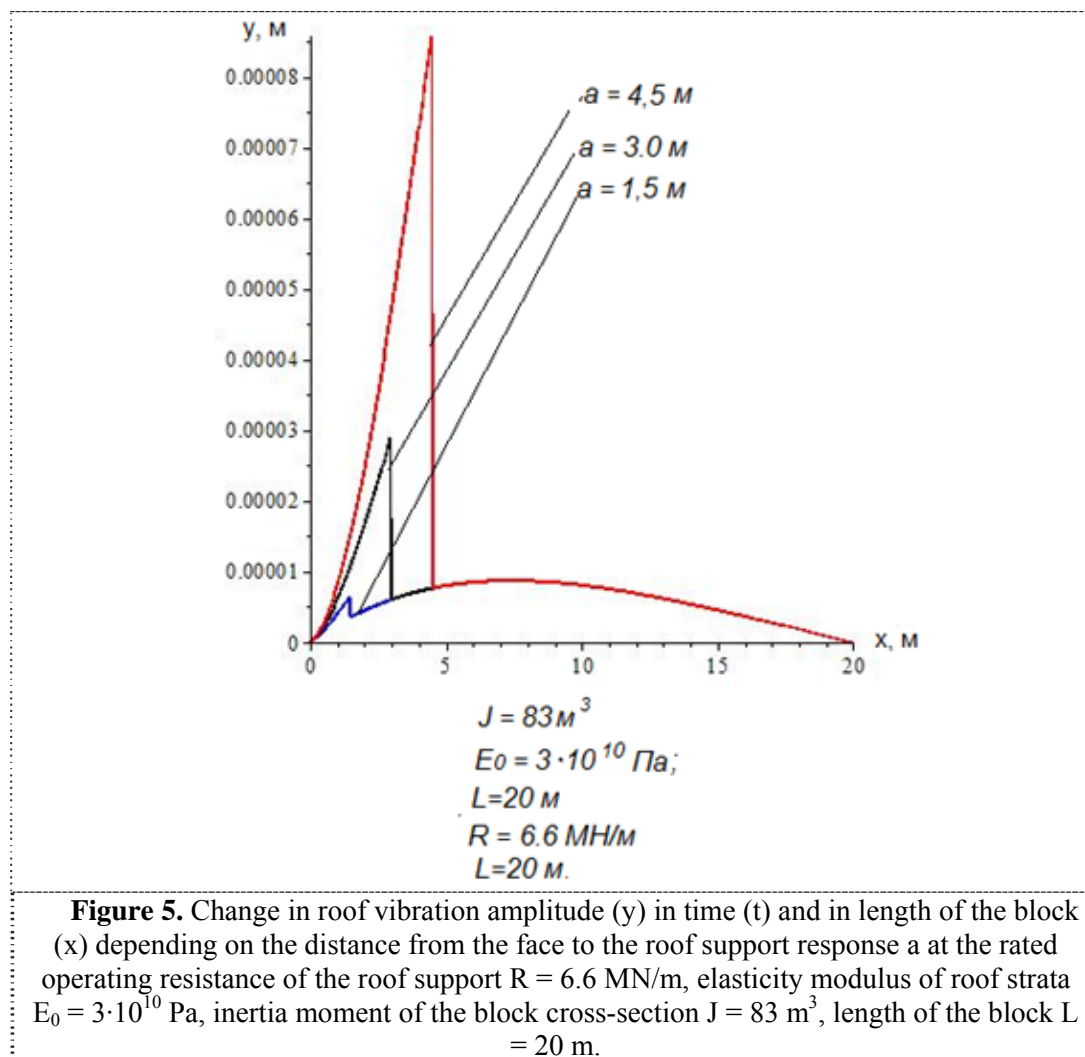 y, м
0.00008
0.00007
0.00006
0.00005
0.00004
0.00003
0.00002
0.00001
0
.a = 4,5 м
a = 3.0 м
a = 1,5 м
0 5 10 15 20
x, м
J = 83 м³
E₀ = 3·10¹⁰ Па;
L=20 м
R = 6.6 МН/м
L=20 м.
Figure 5. Change in roof vibration amplitude (y) in time (t) and in length of the block
(x) depending on the distance from the face to the roof support response a at the rated
operating resistance of the roof support R = 6.6 MN/m, elasticity modulus of roof strata
E₀ = 3·10¹⁰ Pa, inertia moment of the block cross-section J = 83 m³, length of the block L
= 20 m.